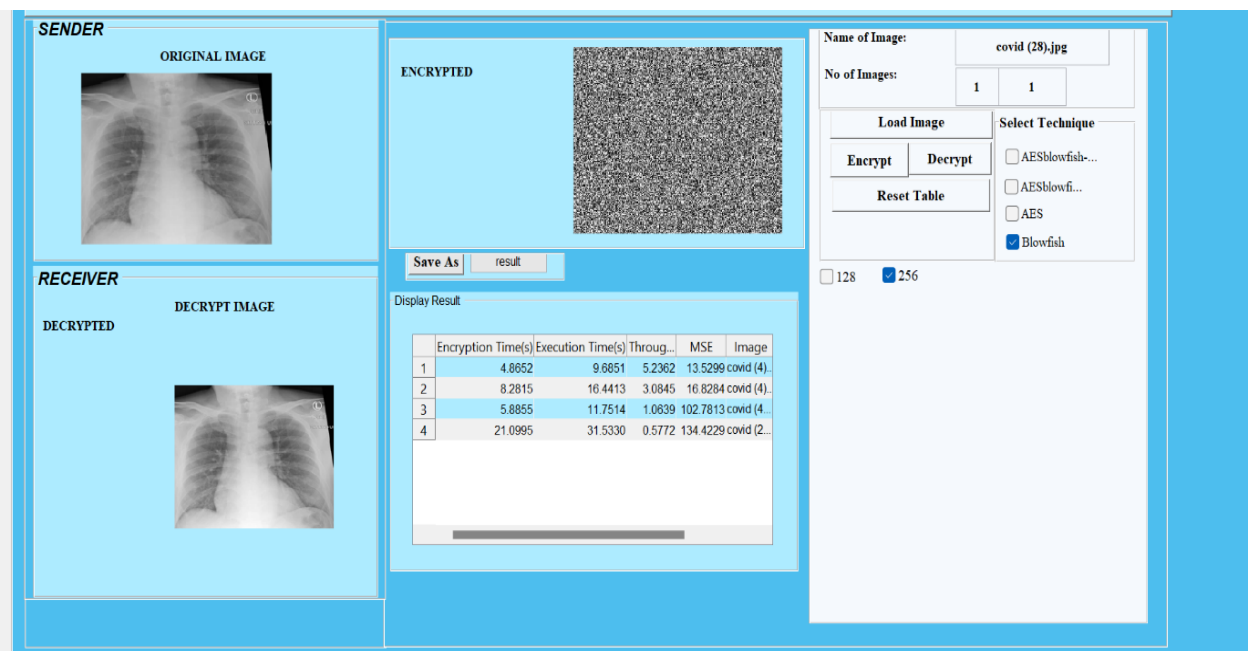 SENDER
ORIGINAL IMAGE
RECEIVER
DECRYPT IMAGE
DECRYPTED
ENCRYPTED
Save As result
Display Result
Encryption Time(s) Execution Time(s) Throug... MSE Image
1 4.8652 9.6851 5.2362 13.5299 covid (4)..
2 8.2815 16.4413 3.0845 16.8284 covid (4)..
3 5.8855 11.7514 1.0639 102.7813 covid (4...
4 21.0995 31.5330 0.5772 134.4229 covid (2...
Name of Image: covid (28).jpg
No of Images: 1 1
Load Image
Encrypt Decrypt
Reset Table
Select Technique
AESblowfish-...
AESblowfi...
AES
Blowfish
128 256